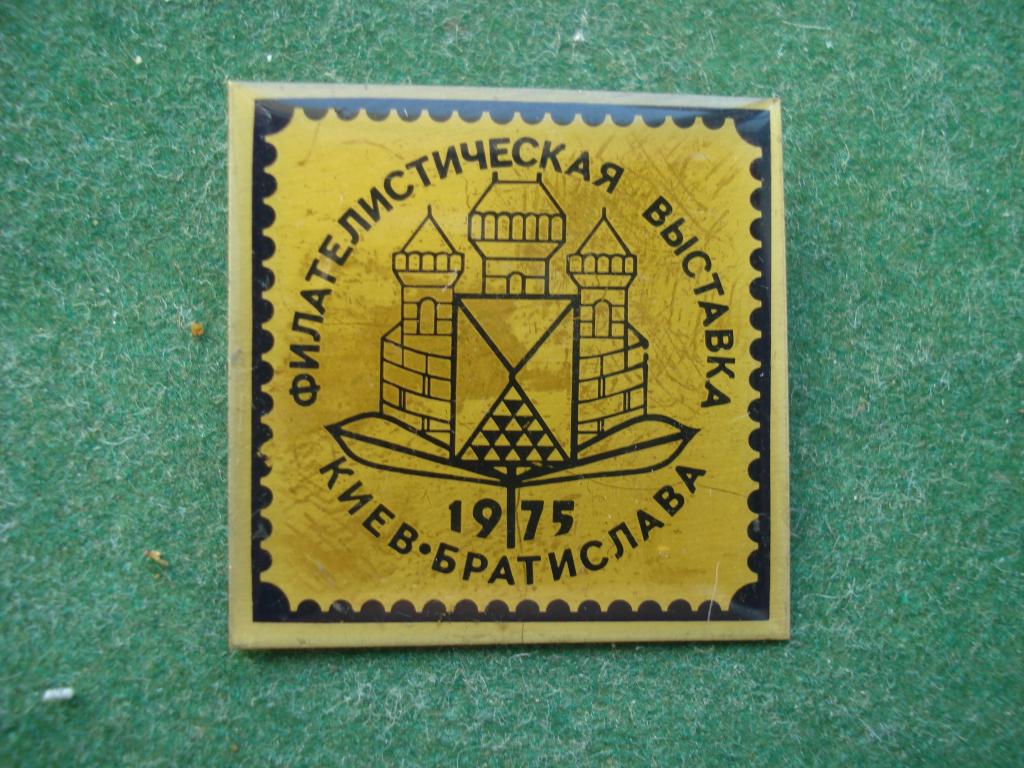 ФИЛАТЕЛИСТИЧЕСКАЯ ВЫСТАВКА
1975
КИЕВ•БРАТИСЛАВА